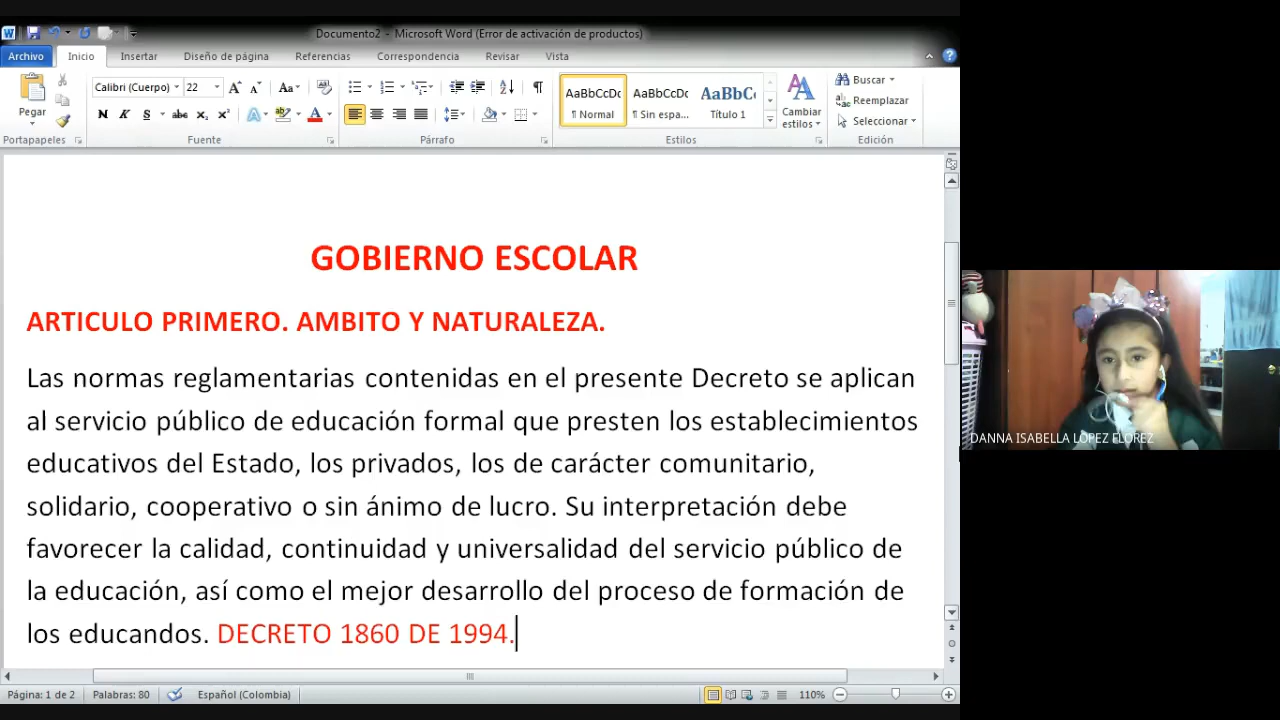 Documento2 - Microsoft Word (Error de activación de productos)
Archivo Inicio Insertar Diseño de página Referencias Correspondencia Revisar Vista
Pegar
Calibri (Cuerpo) 22
Aa
N K S abc x₂ x²
AaBbCcDc AaBbCcDc AaBbC
¶ Normal ¶ Sin espa... Título 1
Cambiar estilos
Buscar
Reemplazar
Seleccionar
Portapapeles Fuente Párrafo Estilos Edición
GOBIERNO ESCOLAR
ARTICULO PRIMERO. AMBITO Y NATURALEZA.
Las normas reglamentarias contenidas en el presente Decreto se aplican
al servicio público de educación formal que presten los establecimientos
educativos del Estado, los privados, los de carácter comunitario,
solidario, cooperativo o sin ánimo de lucro. Su interpretación debe
favorecer la calidad, continuidad y universalidad del servicio público de
la educación, así como el mejor desarrollo del proceso de formación de
los educandos. DECRETO 1860 DE 1994.
DANNA ISABELLA LOPEZ FLOREZ
Página: 1 de 2 Palabras: 80 Español (Colombia) 110%